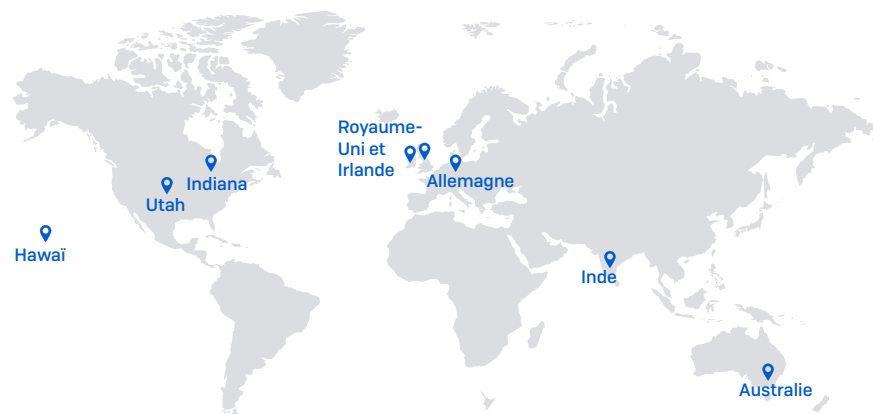 Royaume-
Uni et
Irlande
Allemagne
Indiana
Utah
Hawaï
Inde
Australie